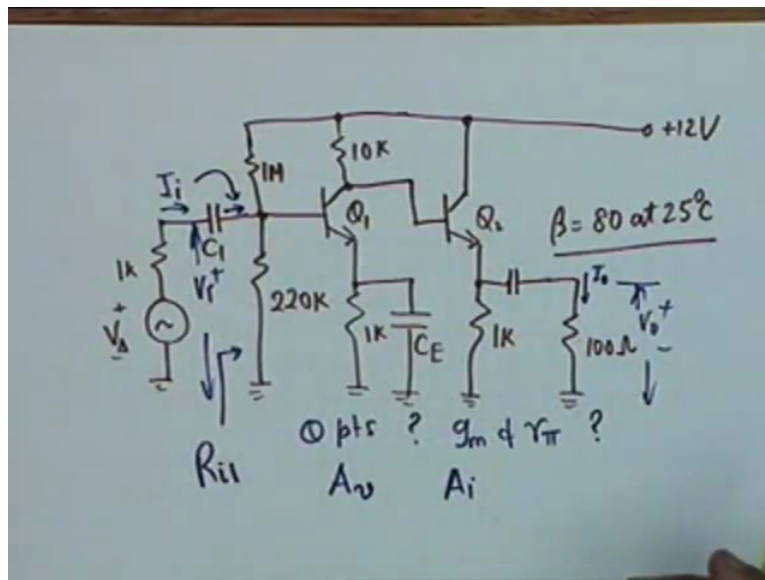 +12V
10K
1M
Ii
Q1
Q2
β = 80 at 25°C
C1
1K
Vi +
220K
Io
Vo +
-
+
Vs
-
1K
CE
1K
100Ω
Q pts ? gm & rπ ?
Ri1
Av Ai